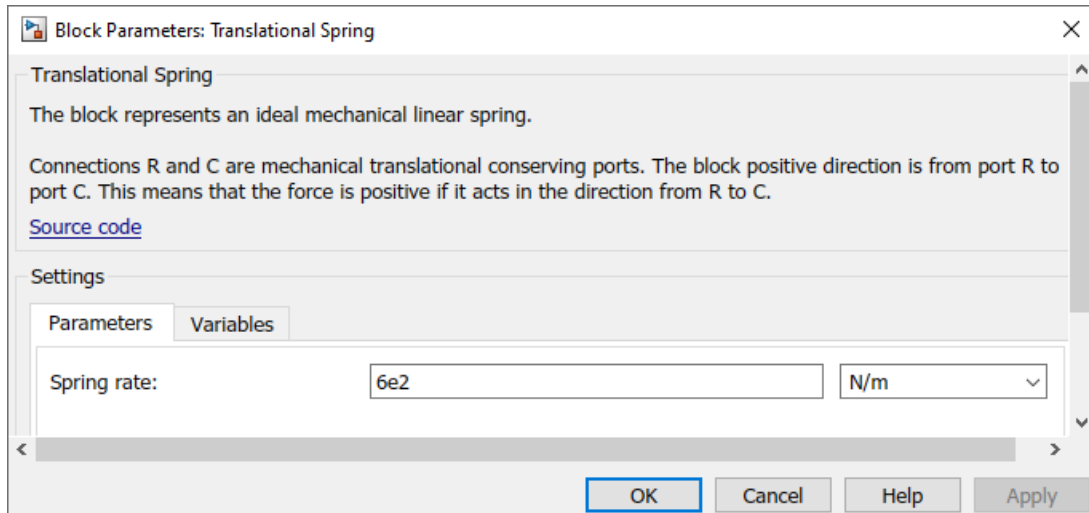 Block Parameters: Translational Spring
Translational Spring
The block represents an ideal mechanical linear spring.
Connections R and C are mechanical translational conserving ports. The block positive direction is from port R to
port C. This means that the force is positive if it acts in the direction from R to C.
Source code
Settings
Parameters Variables
Spring rate: 6e2 N/m
OK Cancel Help Apply